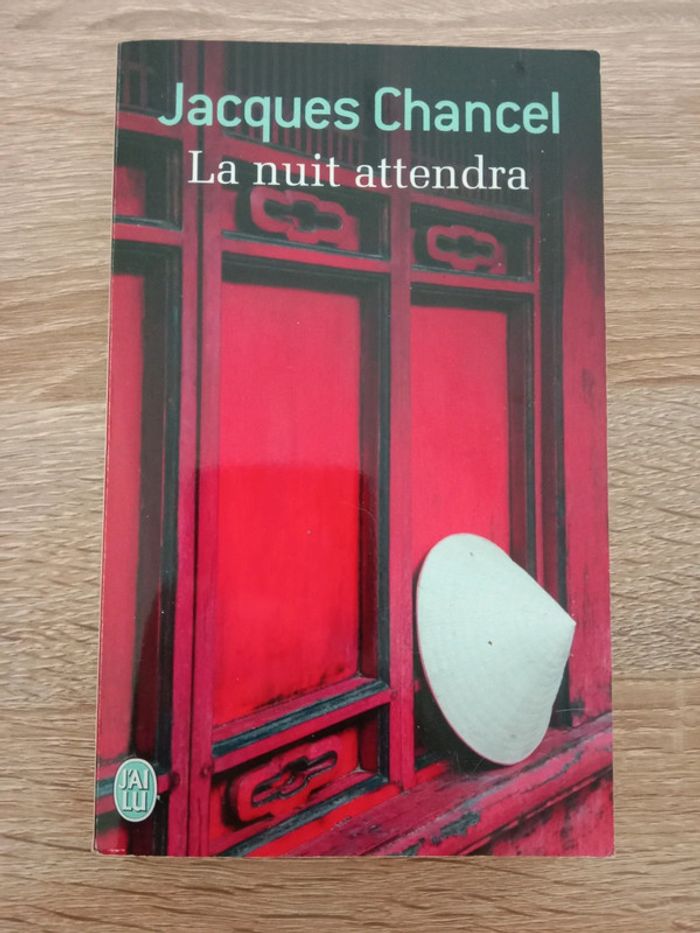 Jacques Chancel
La nuit attendra
J'AI
LU